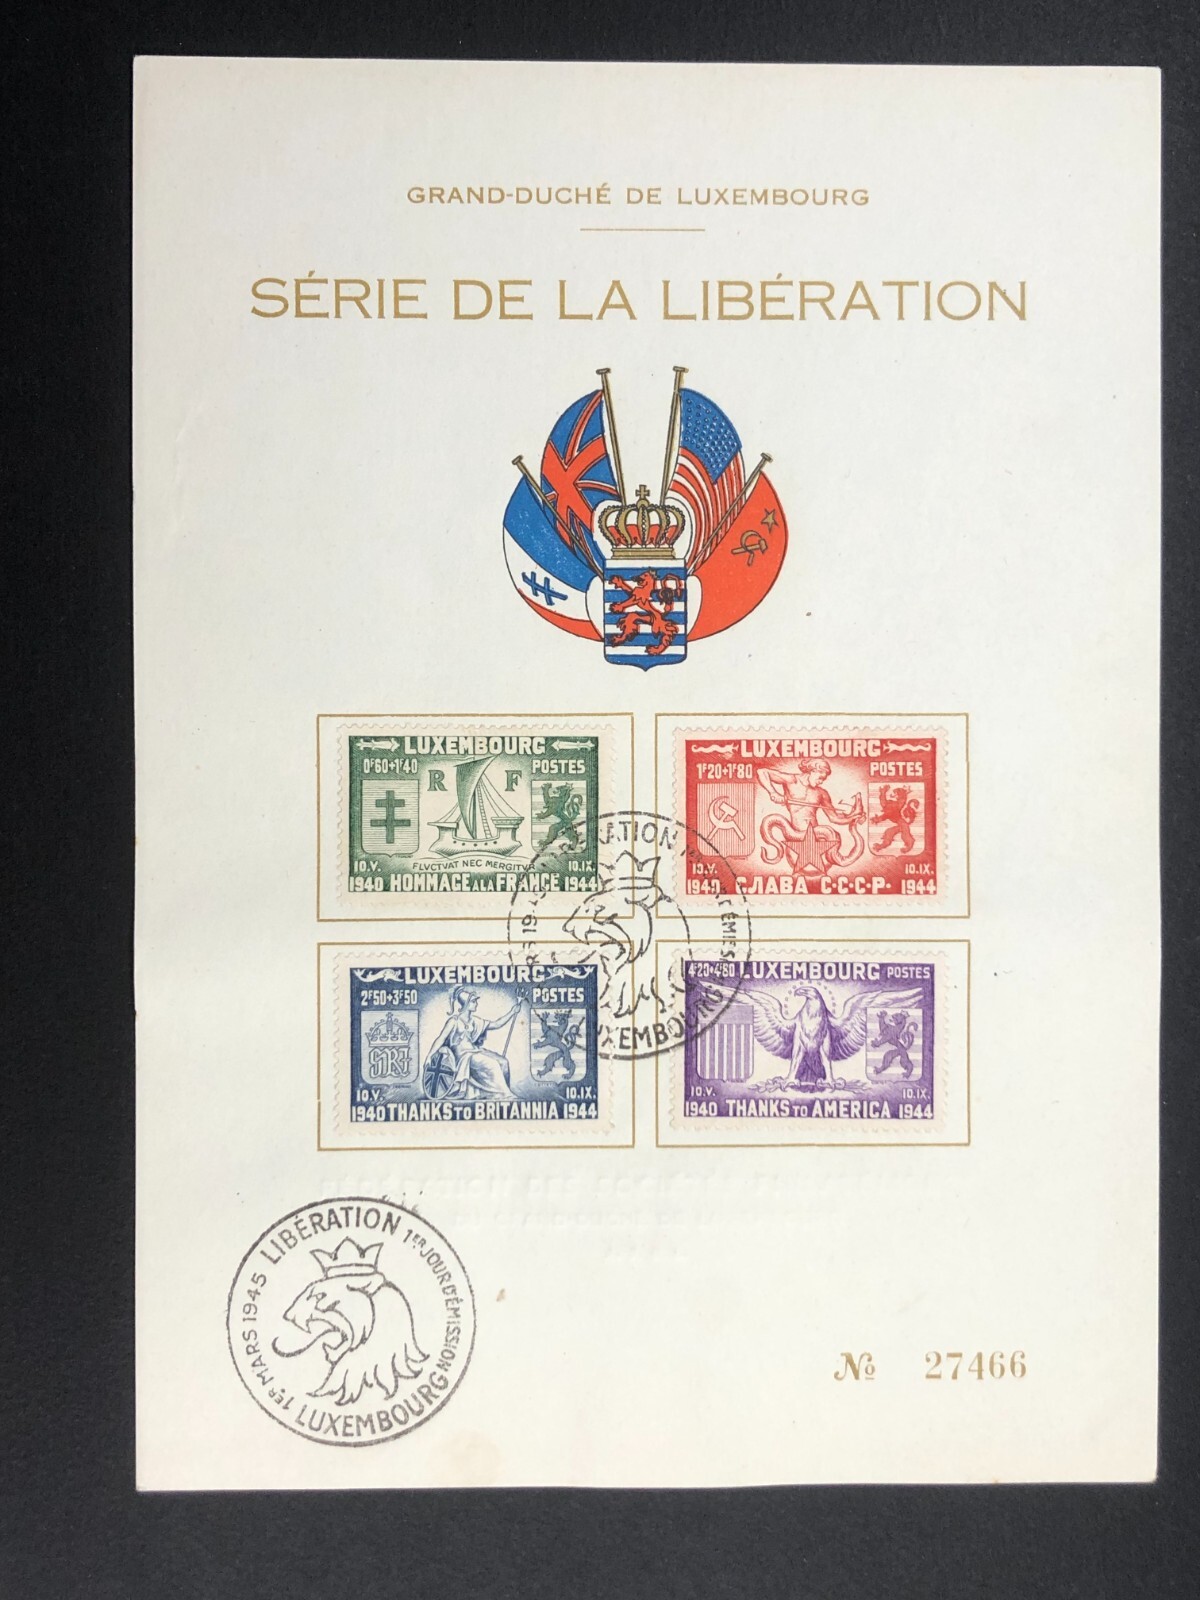 GRAND-DUCHÉ DE LUXEMBOURG
SÉRIE DE LA LIBÉRATION
LUXEMBOURG
0F60+1F40
POSTES
R F
FLVCTVAT NEC MERGITVR
10.V. 10.IX.
1940 HOMMAGE A LA FRANCE 1944
LUXEMBOURG
1F20+1F80
POSTES
10.V. 10.IX.
1940 СЛАВА С·С·С·Р· 1944
LUXEMBOURG
2F50+3F50
POSTES
10.V. 10.IX.
1940 THANKS TO BRITANNIA 1944
4F20+4F80 LUXEMBOURG POSTES
10.V. 10.IX.
1940 THANKS TO AMERICA 1944
LIBÉRATION
LUXEMBOURG
1ER MARS 1945 LIBÉRATION 1ER JOUR D'ÉMISSION
LUXEMBOURG
№ 27466